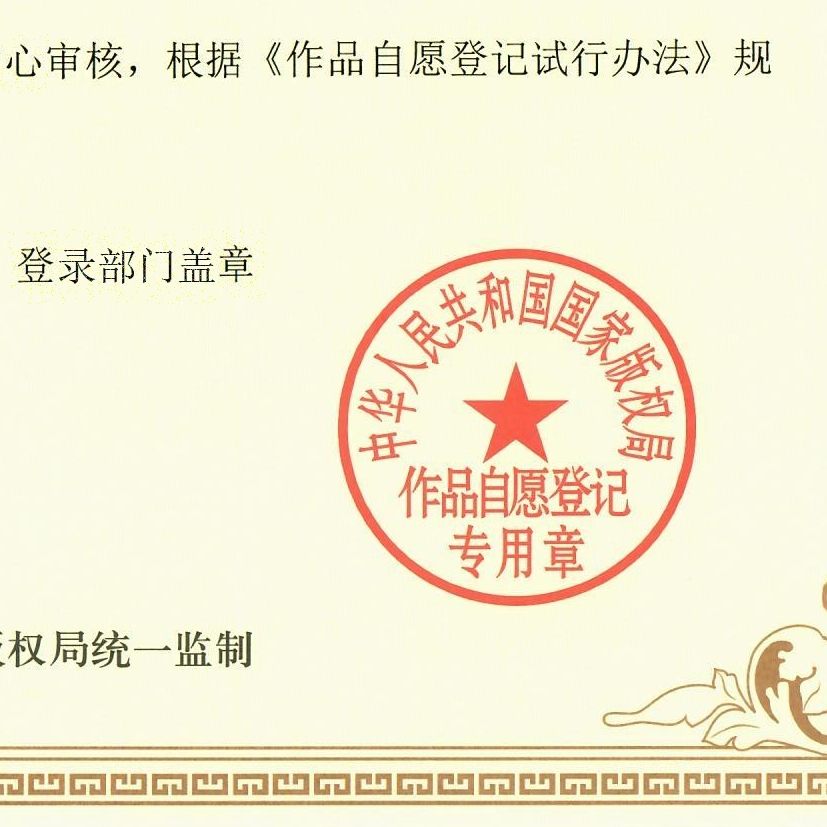 心审核，根据《作品自愿登记试行办法》规
登录部门盖章
中华人民共和国国家版权局
作品自愿登记
专用章
权局统一监制